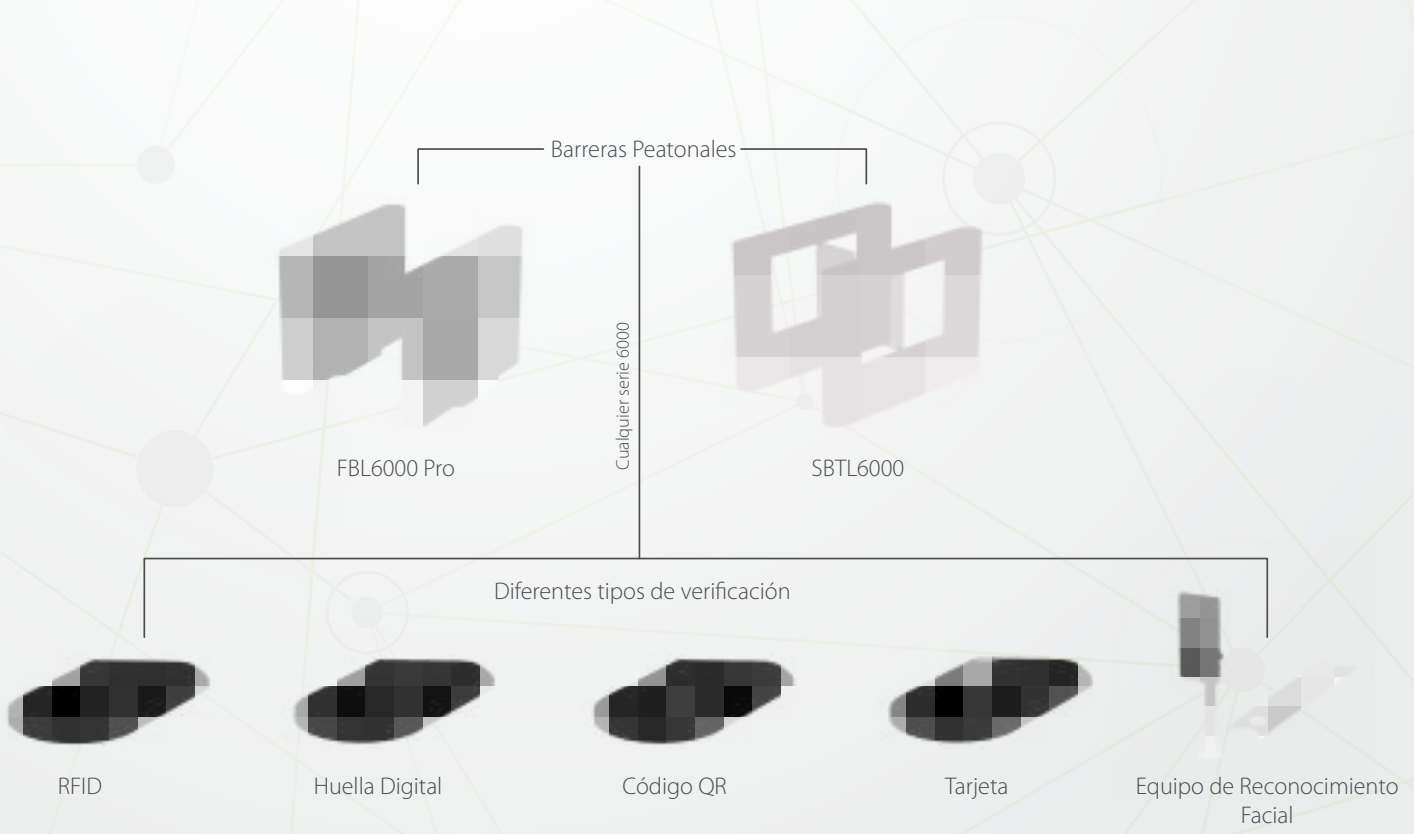 Barreras Peatonales
Cualquier serie 6000
FBL6000 Pro
SBTL6000
Diferentes tipos de verificación
RFID
Huella Digital
Código QR
Tarjeta
Equipo de Reconocimiento
Facial